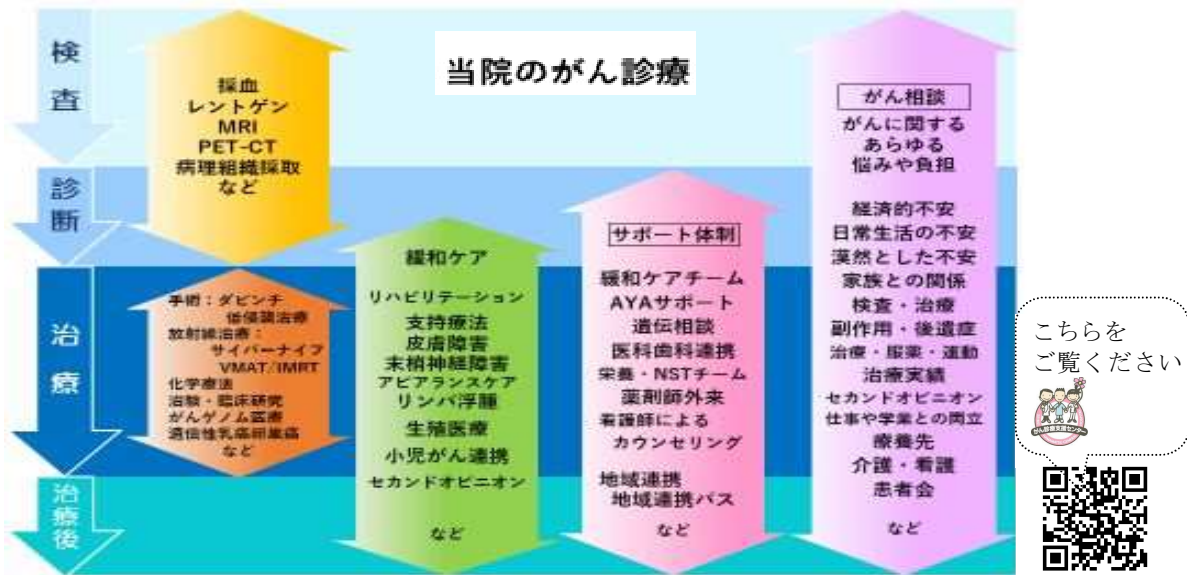 当院のがん診療
検査
診断
治療
治療後
採血
レントゲン
MRI
PET-CT
病理組織採取
など
手術：ダビンチ
低侵襲治療
放射線治療：
サイバーナイフ
VMAT/IMRT
化学療法
治験・臨床研究
がんゲノム医療
遺伝性乳癌卵巣癌
など
緩和ケア
リハビリテーション
支持療法
皮膚障害
末梢神経障害
アピアランスケア
リンパ浮腫
生殖医療
小児がん連携
セカンドオピニオン
など
サポート体制
緩和ケアチーム
AYAサポート
遺伝相談
医科歯科連携
栄養・NSTチーム
薬剤師外来
看護師による
カウンセリング
地域連携
地域連携パス
など
がん相談
がんに関する
あらゆる
悩みや負担
経済的不安
日常生活の不安
漠然とした不安
家族との関係
検査・治療
副作用・後遺症
治療・服薬・運動
治療実績
セカンドオピニオン
仕事や学業との両立
療養先
介護・看護
患者会
など
こちらを
ご覧ください
がん診療支援センター